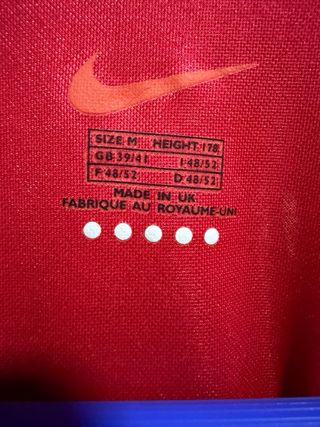 SIZE M HEIGHT 178
GB 39/41 I 48/52
F 48/52 D 48/52
MADE IN UK
FABRIQUE AU ROYAUME-UNI